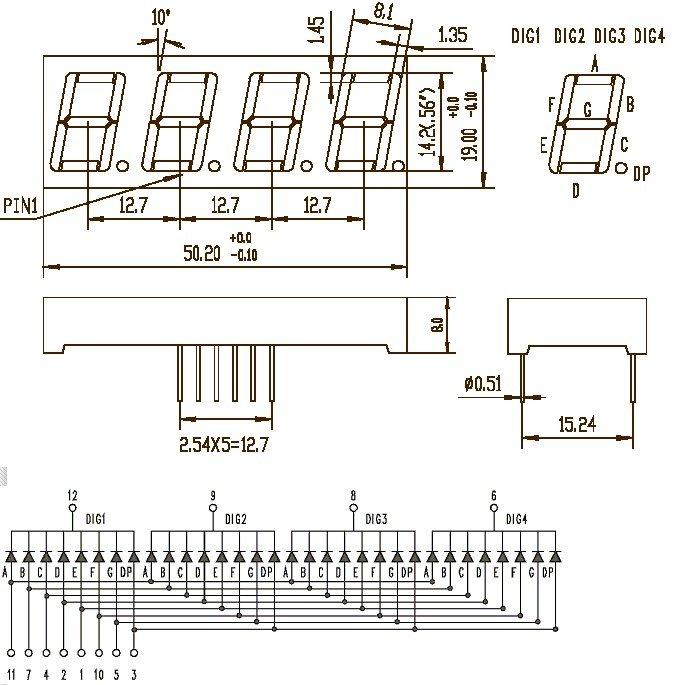 10°
8.1
1.45
1.35
DIG1 DIG2 DIG3 DIG4
A
F G B
E C
D DP
14.2(.56")
19.00 +0.0 -0.10
PIN1
12.7 12.7 12.7
50.20 +0.0 -0.10
8.0
Ø0.51
15.24
2.54X5=12.7
12 9 8 6
DIG1 DIG2 DIG3 DIG4
A B C D E F G DP A B C D E F G DP A B C D E F G DP A B C D E F G DP
11 7 4 2 1 10 5 3